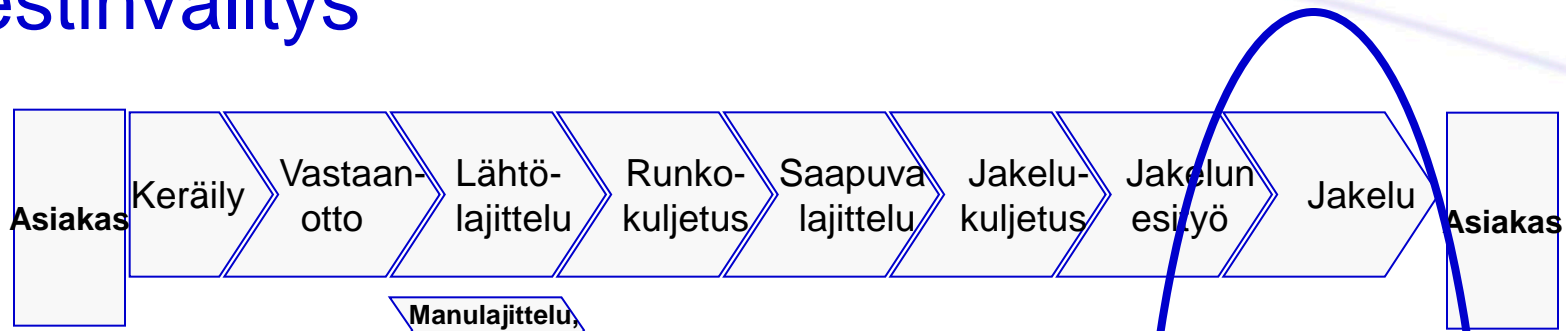 estinvälitys
Asiakas
Keräily
Vastaan-
otto
Lähtö-
lajittelu
Runko-
kuljetus
Saapuva
lajittelu
Jakelu-
kuljetus
Jakelun
esityö
Jakelu
Asiakas
Manulajittelu,